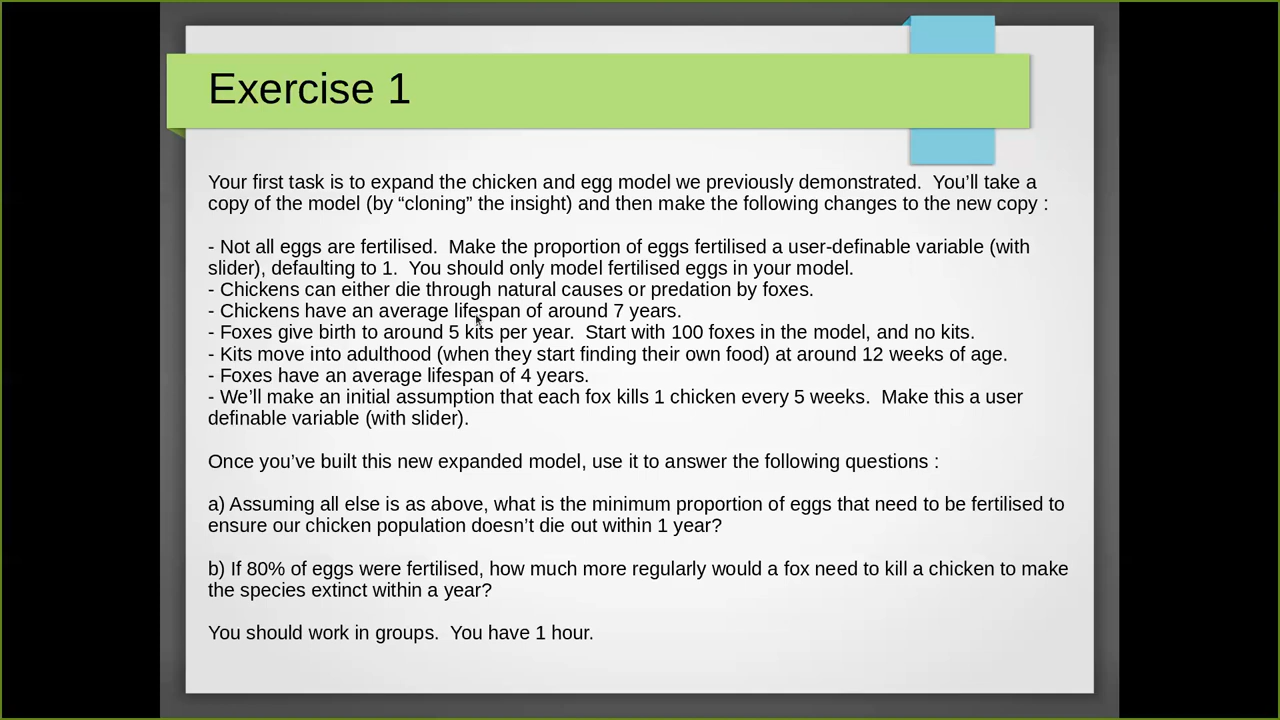 Exercise 1
Your first task is to expand the chicken and egg model we previously demonstrated.  You’ll take a
copy of the model (by “cloning” the insight) and then make the following changes to the new copy :
- Not all eggs are fertilised.  Make the proportion of eggs fertilised a user-definable variable (with
slider), defaulting to 1.  You should only model fertilised eggs in your model.
- Chickens can either die through natural causes or predation by foxes.
- Chickens have an average lifespan of around 7 years.
- Foxes give birth to around 5 kits per year.  Start with 100 foxes in the model, and no kits.
- Kits move into adulthood (when they start finding their own food) at around 12 weeks of age.
- Foxes have an average lifespan of 4 years.
- We’ll make an initial assumption that each fox kills 1 chicken every 5 weeks.  Make this a user
definable variable (with slider).
Once you’ve built this new expanded model, use it to answer the following questions :
a) Assuming all else is as above, what is the minimum proportion of eggs that need to be fertilised to
ensure our chicken population doesn’t die out within 1 year?
b) If 80% of eggs were fertilised, how much more regularly would a fox need to kill a chicken to make
the species extinct within a year?
You should work in groups.  You have 1 hour.